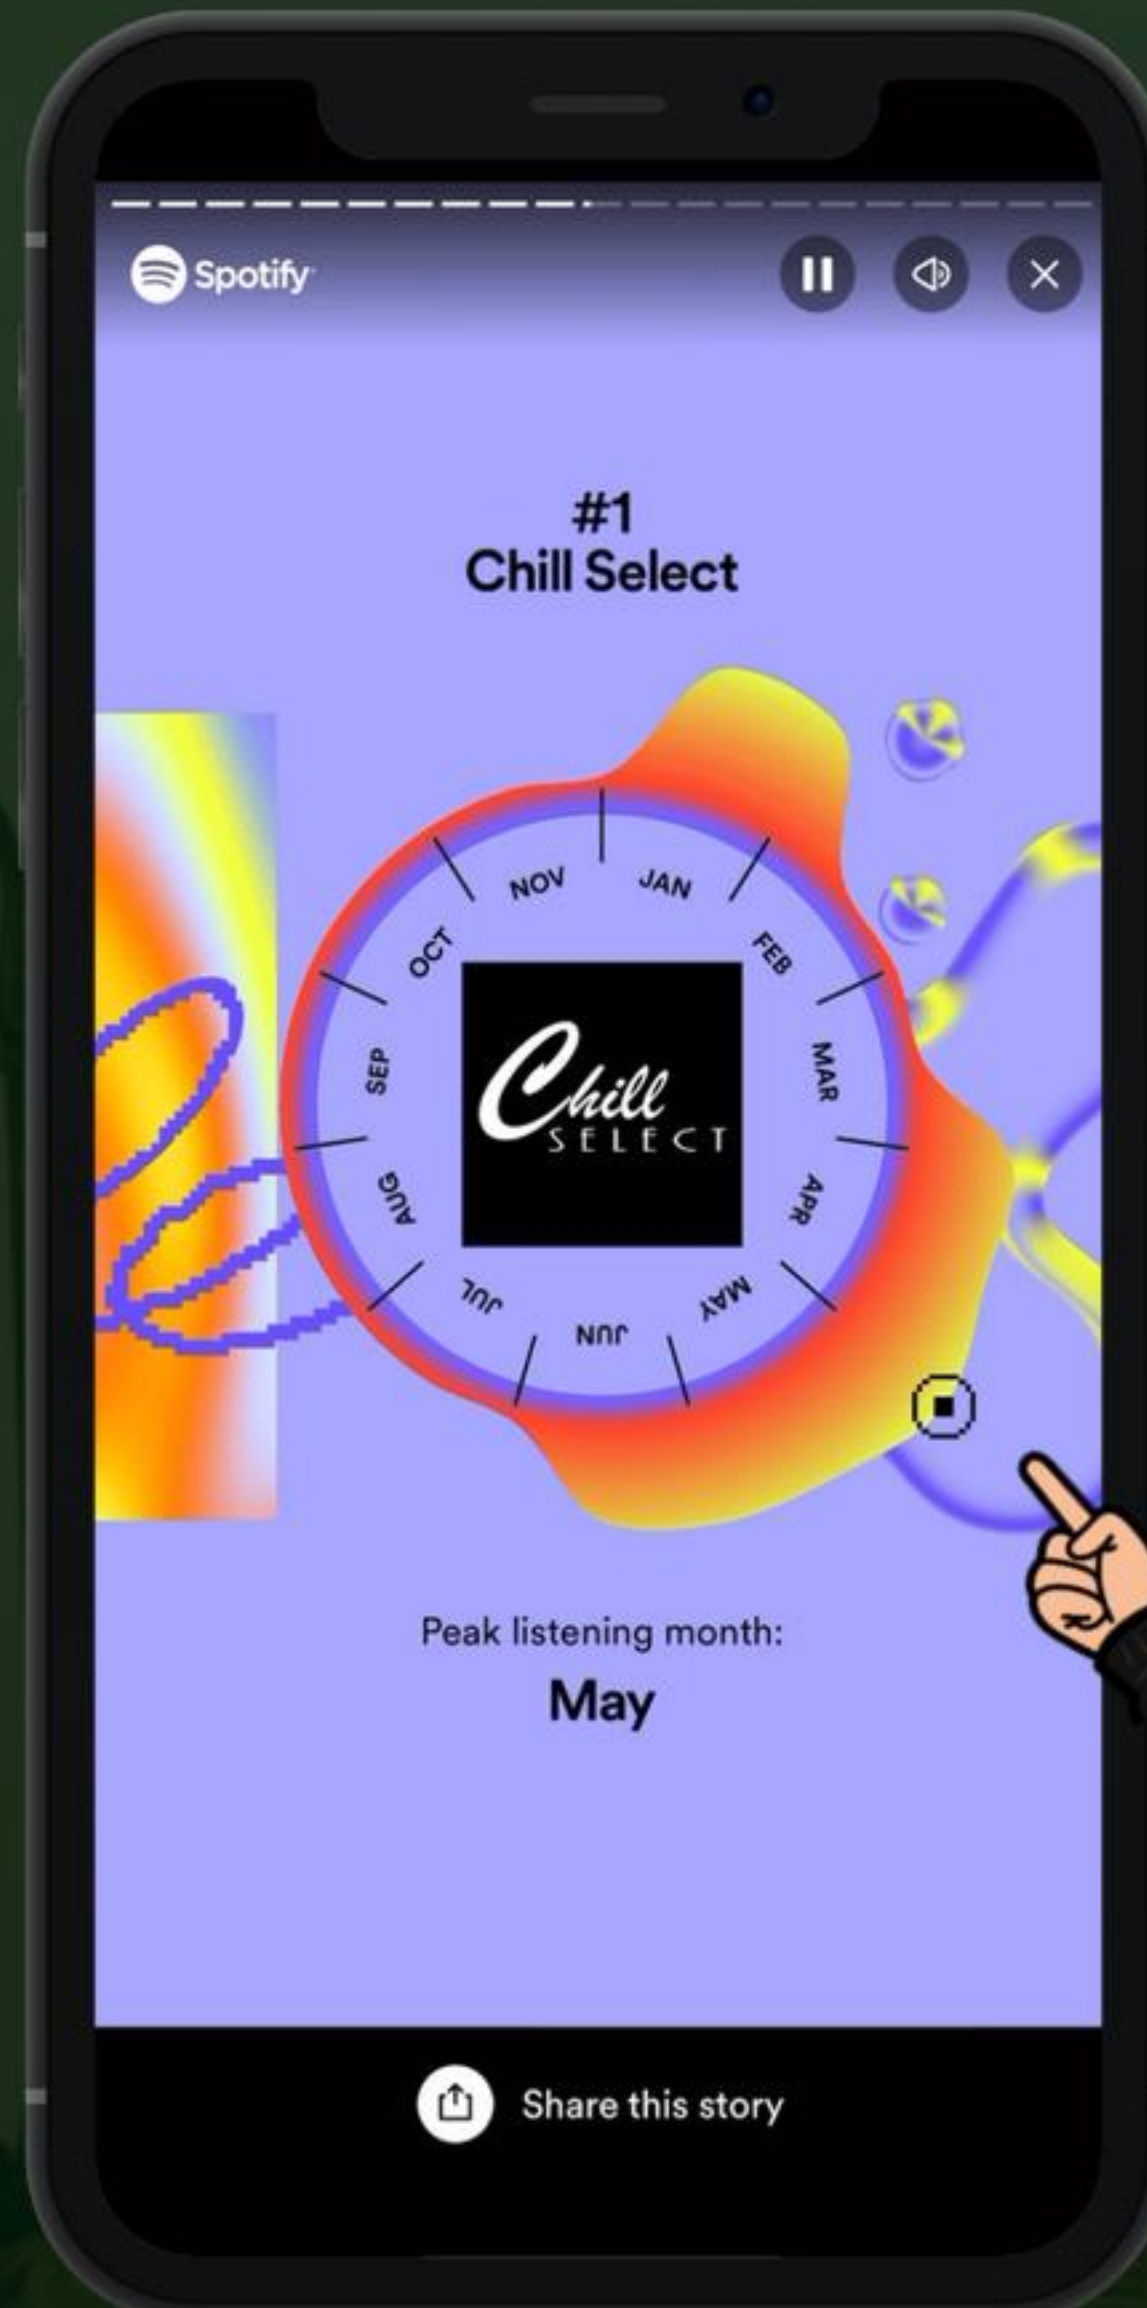 Spotify
#1
Chill Select
JAN
FEB
MAR
APR
MAY
JUN
JUL
AUG
SEP
OCT
NOV
Chill
SELECT
Peak listening month:
May
Share this story